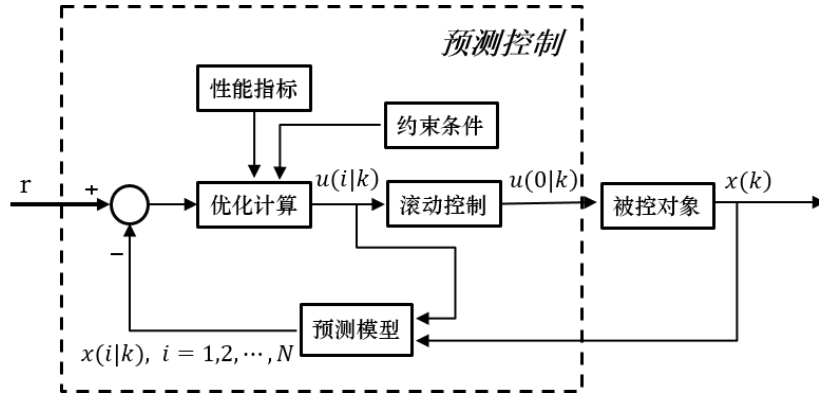 预测控制
性能指标
约束条件
r
+
−
优化计算
u(i|k)
滚动控制
u(0|k)
被控对象
x(k)
预测模型
x(i|k), i = 1,2,⋯,N